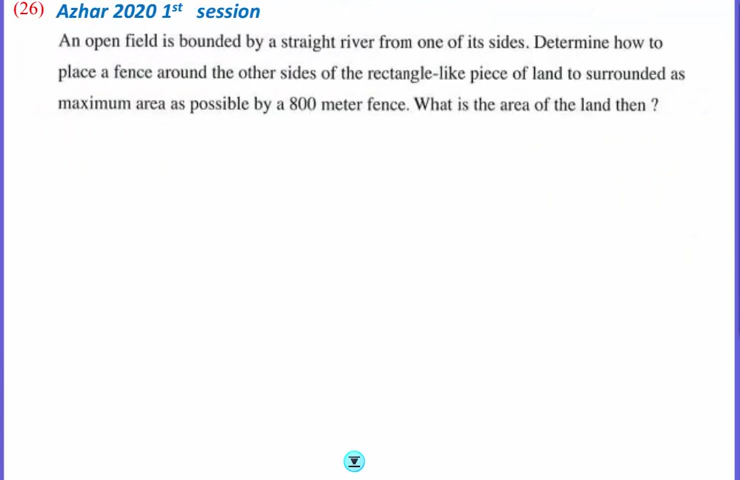 (26) Azhar 2020 1st session
An open field is bounded by a straight river from one of its sides. Determine how to
place a fence around the other sides of the rectangle-like piece of land to surrounded as
maximum area as possible by a 800 meter fence. What is the area of the land then ?